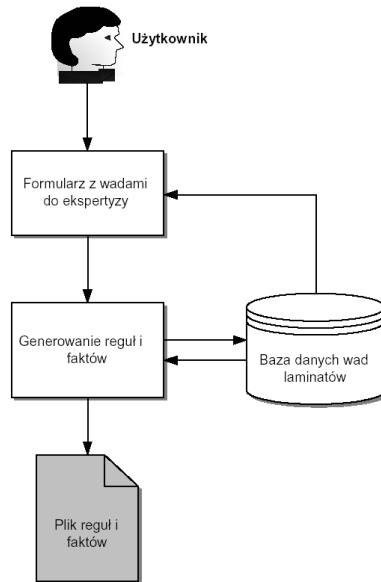 Użytkownik
Formularz z wadami
do ekspertyzy
Generowanie reguł i
faktów
Baza danych wad
laminatów
Plik reguł i
faktów